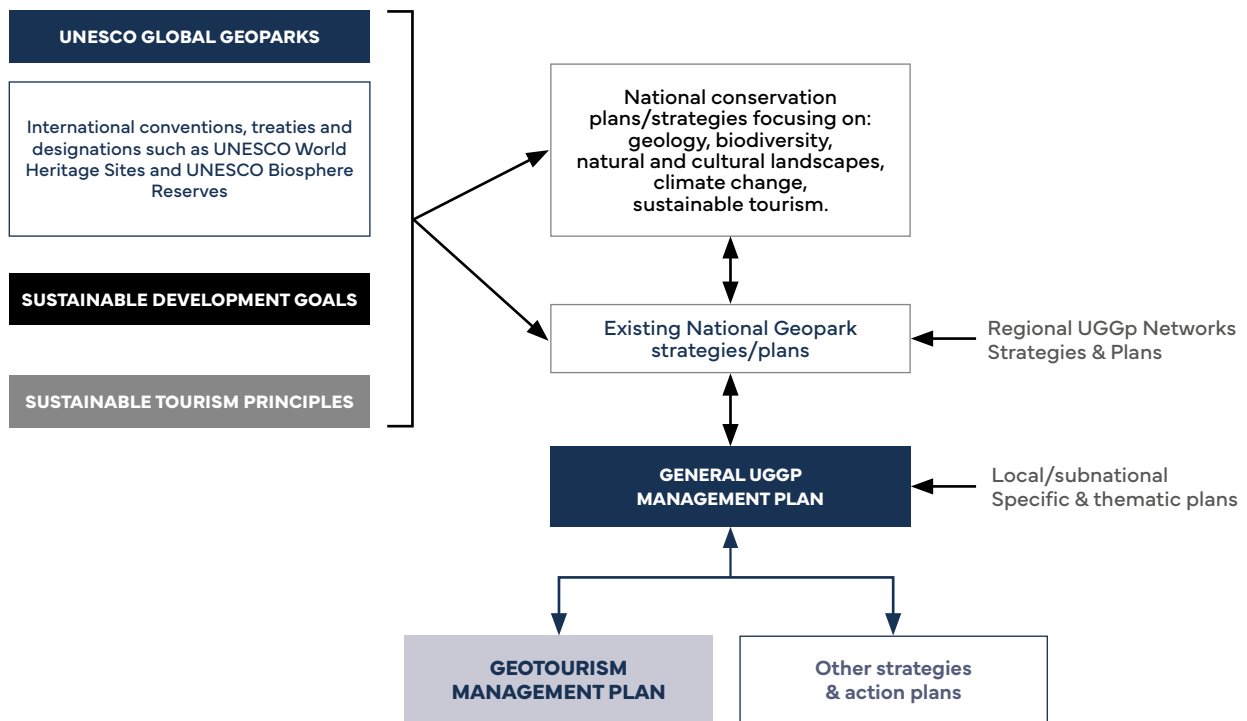 UNESCO GLOBAL GEOPARKS
International conventions, treaties and
designations such as UNESCO World
Heritage Sites and UNESCO Biosphere
Reserves
SUSTAINABLE DEVELOPMENT GOALS
SUSTAINABLE TOURISM PRINCIPLES
National conservation
plans/strategies focusing on:
geology, biodiversity,
natural and cultural landscapes,
climate change,
sustainable tourism.
Existing National Geopark
strategies/plans
Regional UGGp Networks
Strategies & Plans
GENERAL UGGP
MANAGEMENT PLAN
Local/subnational
Specific & thematic plans
GEOTOURISM
MANAGEMENT PLAN
Other strategies
& action plans